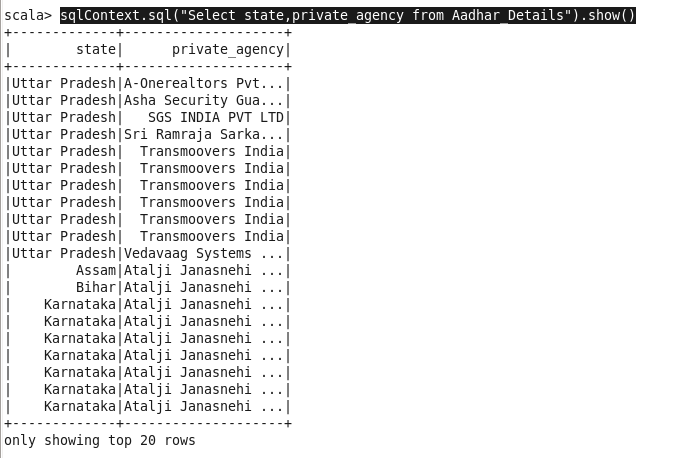 scala> sqlContext.sql("Select state,private_agency from Aadhar_Details").show()
+-------------+--------------------+
|        state|      private_agency|
+-------------+--------------------+
|Uttar Pradesh|A-Onerealtors Pvt...|
|Uttar Pradesh|Asha Security Gua...|
|Uttar Pradesh|   SGS INDIA PVT LTD|
|Uttar Pradesh|Sri Ramraja Sarka...|
|Uttar Pradesh|  Transmoovers India|
|Uttar Pradesh|  Transmoovers India|
|Uttar Pradesh|  Transmoovers India|
|Uttar Pradesh|  Transmoovers India|
|Uttar Pradesh|  Transmoovers India|
|Uttar Pradesh|  Transmoovers India|
|Uttar Pradesh|Vedavaag Systems ...|
|        Assam|Atalji Janasnehi ...|
|        Bihar|Atalji Janasnehi ...|
|    Karnataka|Atalji Janasnehi ...|
|    Karnataka|Atalji Janasnehi ...|
|    Karnataka|Atalji Janasnehi ...|
|    Karnataka|Atalji Janasnehi ...|
|    Karnataka|Atalji Janasnehi ...|
|    Karnataka|Atalji Janasnehi ...|
|    Karnataka|Atalji Janasnehi ...|
+-------------+--------------------+
only showing top 20 rows